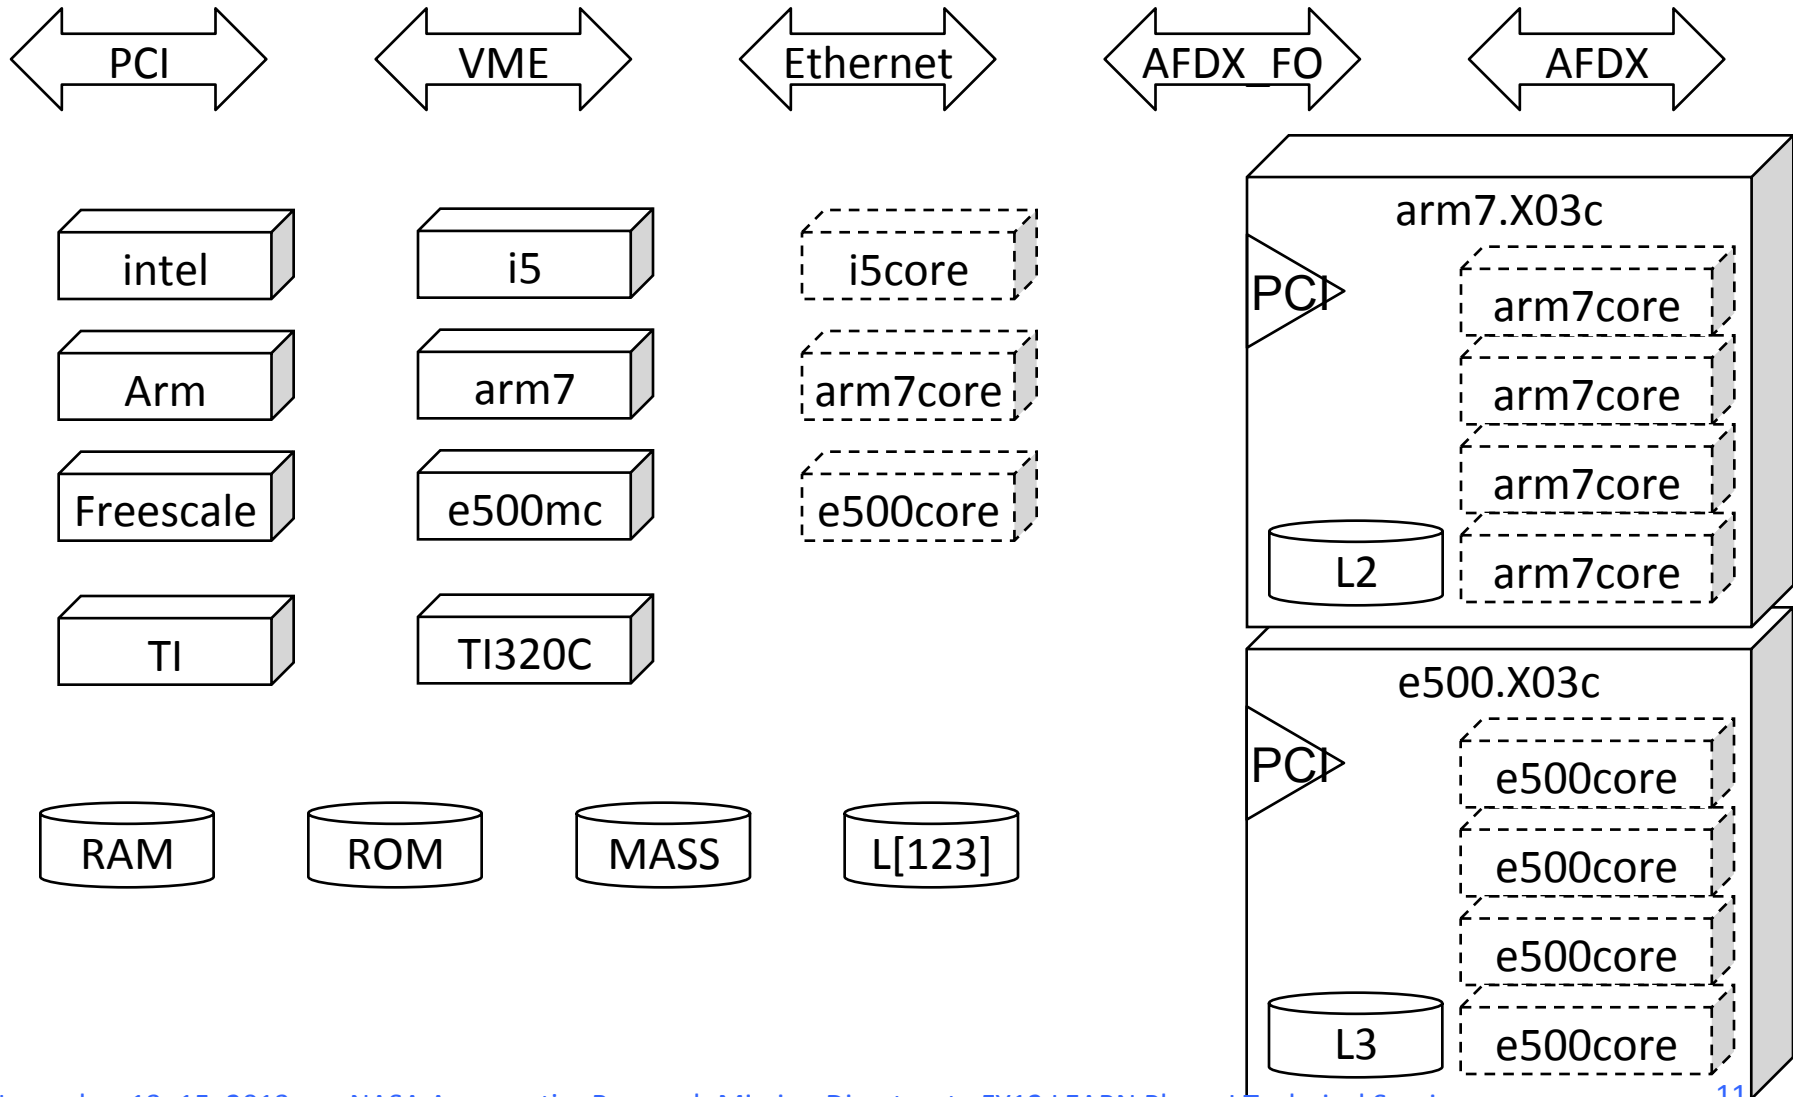 PCI
VME
Ethernet
AFDX_FO
AFDX
intel
i5
i5core
Arm
arm7
arm7core
Freescale
e500mc
e500core
TI
TI320C
RAM
ROM
MASS
L[123]
arm7.X03c
PCI
arm7core
arm7core
arm7core
L2
arm7core
e500.X03c
PCI
e500core
e500core
e500core
L3
e500core
11